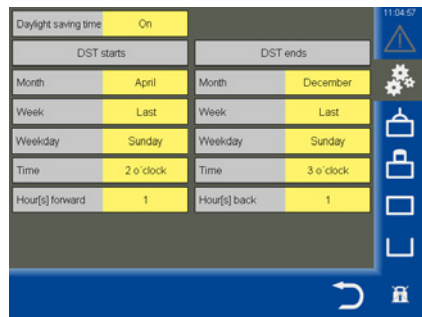 11:04:57
Daylight saving time On
DST starts DST ends
Month April Month December
Week Last Week Last
Weekday Sunday Weekday Sunday
Time 2 o´clock Time 3 o´clock
Hour[s] forward 1 Hour[s] back 1